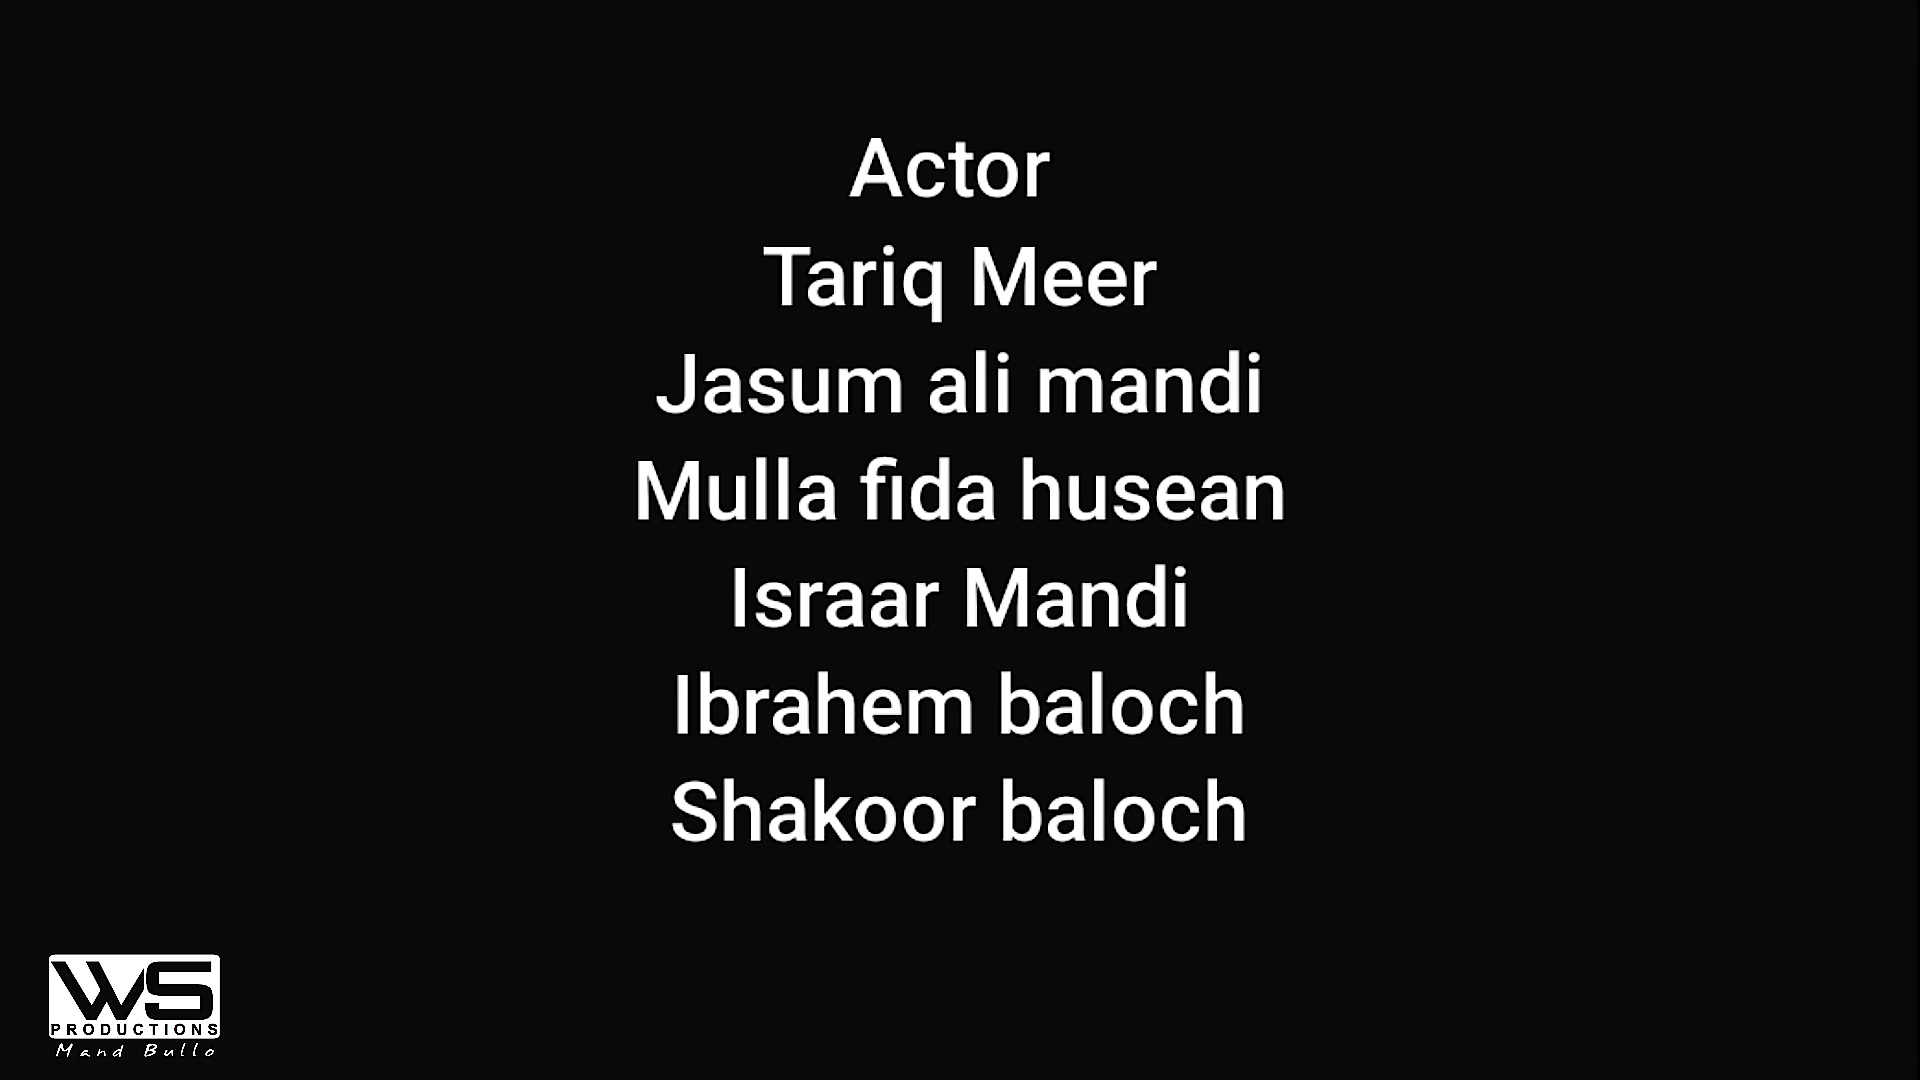 Actor
Tariq Meer
Jasum ali mandi
Mulla fida husean
Israar Mandi
Ibrahem baloch
Shakoor baloch
WS
PRODUCTIONS
Mand Bullo